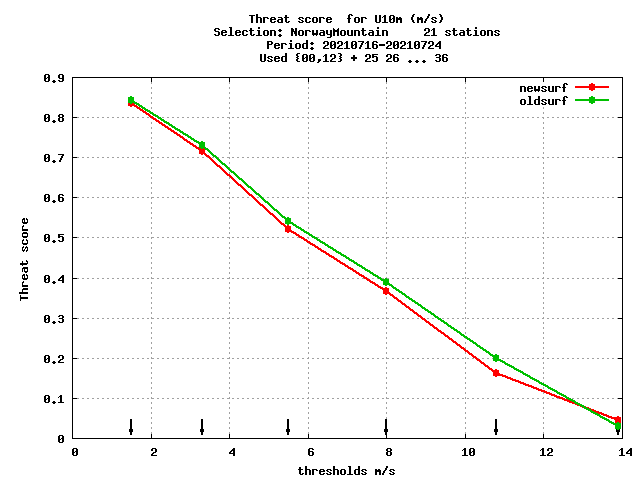 Threat score for U10m (m/s)
Selection: NorwayMountain 21 stations
Period: 20210716-20210724
Used {00,12} + 25 26 ... 36
newsurf
oldsurf
0.9
0.8
0.7
0.6
0.5
0.4
0.3
0.2
0.1
0
Threat score
0 2 4 6 8 10 12 14
thresholds m/s